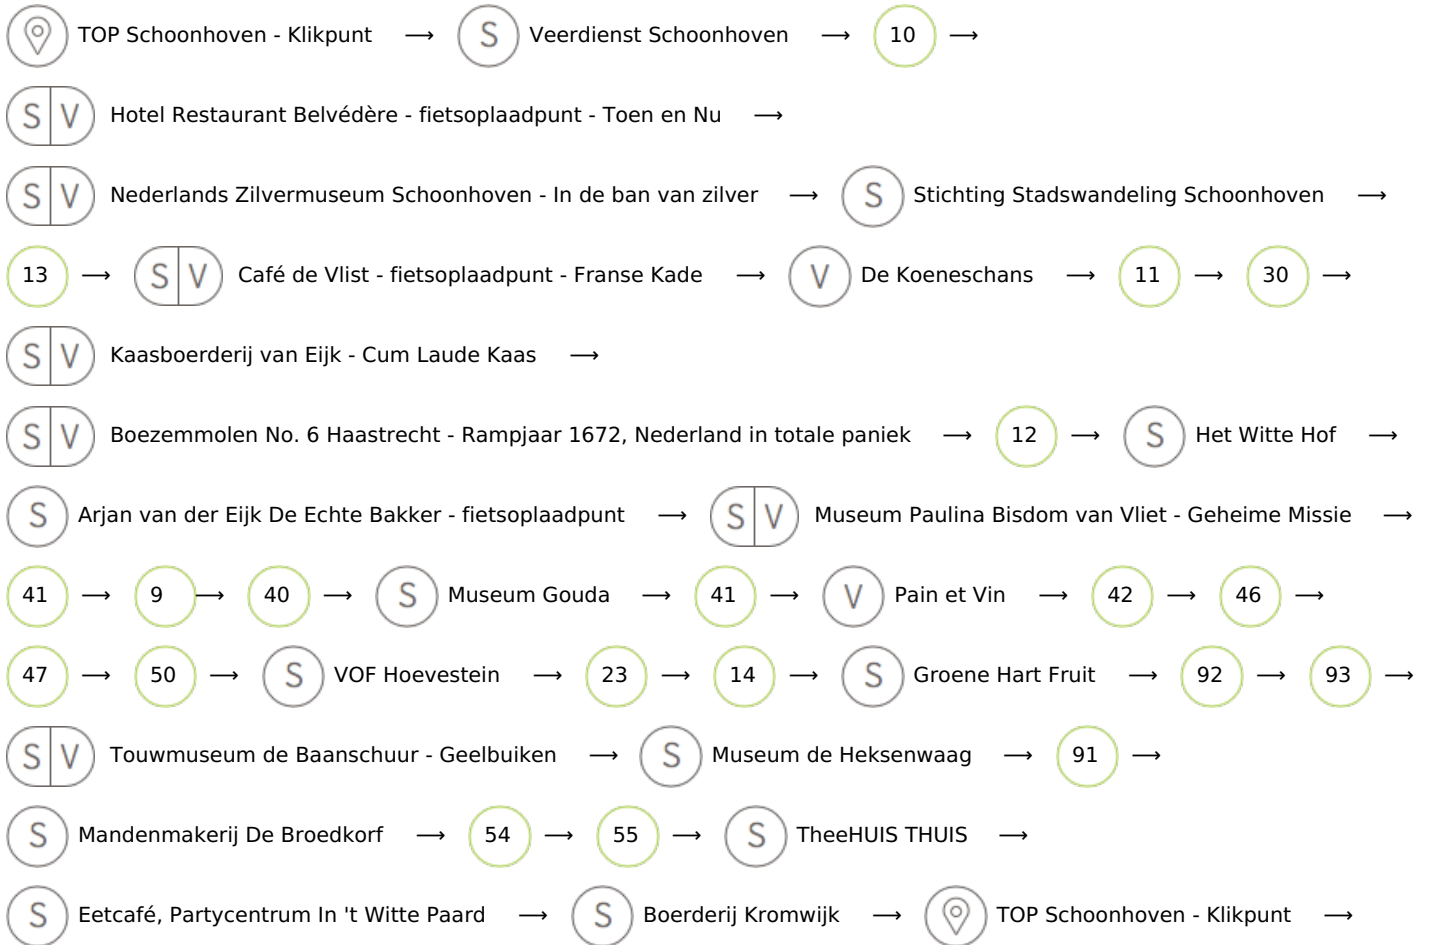 TOP Schoonhoven - Klikpunt → S Veerdienst Schoonhoven → 10 →
S V Hotel Restaurant Belvédère - fietsoplaadpunt - Toen en Nu →
S V Nederlands Zilvermuseum Schoonhoven - In de ban van zilver → S Stichting Stadswandeling Schoonhoven →
13 → S V Café de Vlist - fietsoplaadpunt - Franse Kade → V De Koeneschans → 11 → 30 →
S V Kaasboerderij van Eijk - Cum Laude Kaas →
S V Boezemmolen No. 6 Haastrecht - Rampjaar 1672, Nederland in totale paniek → 12 → S Het Witte Hof →
S Arjan van der Eijk De Echte Bakker - fietsoplaadpunt → S V Museum Paulina Bisdom van Vliet - Geheime Missie →
41 → 9 → 40 → S Museum Gouda → 41 → V Pain et Vin → 42 → 46 →
47 → 50 → S VOF Hoevestein → 23 → 14 → S Groene Hart Fruit → 92 → 93 →
S V Touwmuseum de Baanschuur - Geelbuiken → S Museum de Heksenwaag → 91 →
S Mandenmakerij De Broedkorf → 54 → 55 → S TheeHUIS THUIS →
S Eetcafé, Partycentrum In 't Witte Paard → S Boerderij Kromwijk → TOP Schoonhoven - Klikpunt →